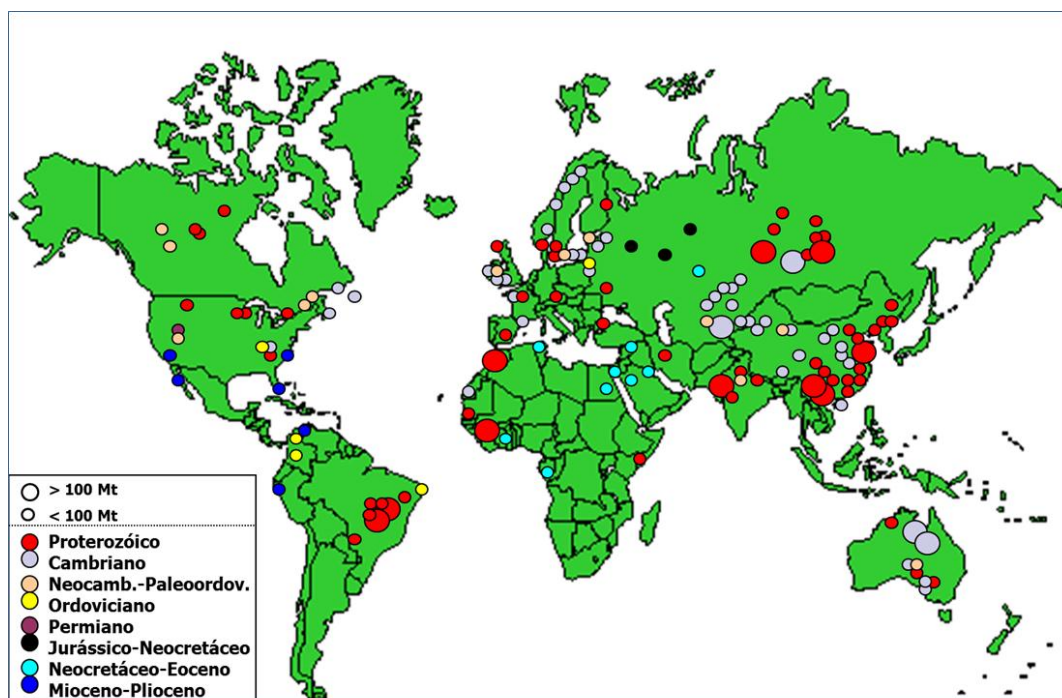 > 100 Mt
< 100 Mt
Proterozóico
Cambriano
Neocamb.-Paleoordov.
Ordoviciano
Permiano
Jurássico-Neocretáceo
Neocretáceo-Eoceno
Mioceno-Plioceno